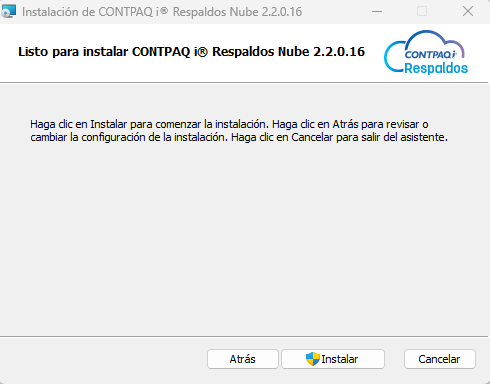 Instalación de CONTPAQ i® Respaldos Nube 2.2.0.16
Listo para instalar CONTPAQ i® Respaldos Nube 2.2.0.16
CONTPAQi
Respaldos
Haga clic en Instalar para comenzar la instalación. Haga clic en Atrás para revisar o
cambiar la configuración de la instalación. Haga clic en Cancelar para salir del asistente.
Atrás
Instalar
Cancelar